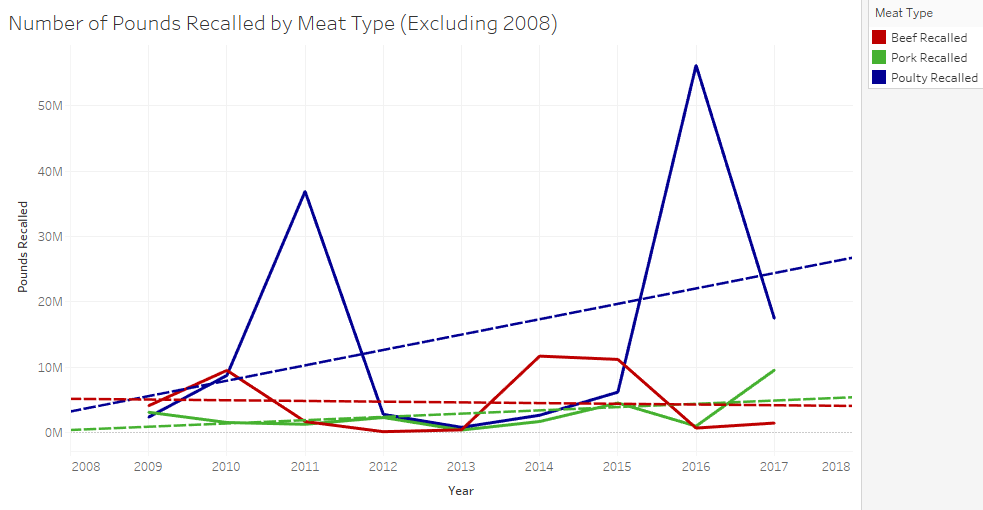 Number of Pounds Recalled by Meat Type (Excluding 2008)
Meat Type
Beef Recalled
Pork Recalled
Poulty Recalled
50M
40M
30M
20M
10M
0M
Pounds Recalled
2008 2009 2010 2011 2012 2013 2014 2015 2016 2017 2018
Year